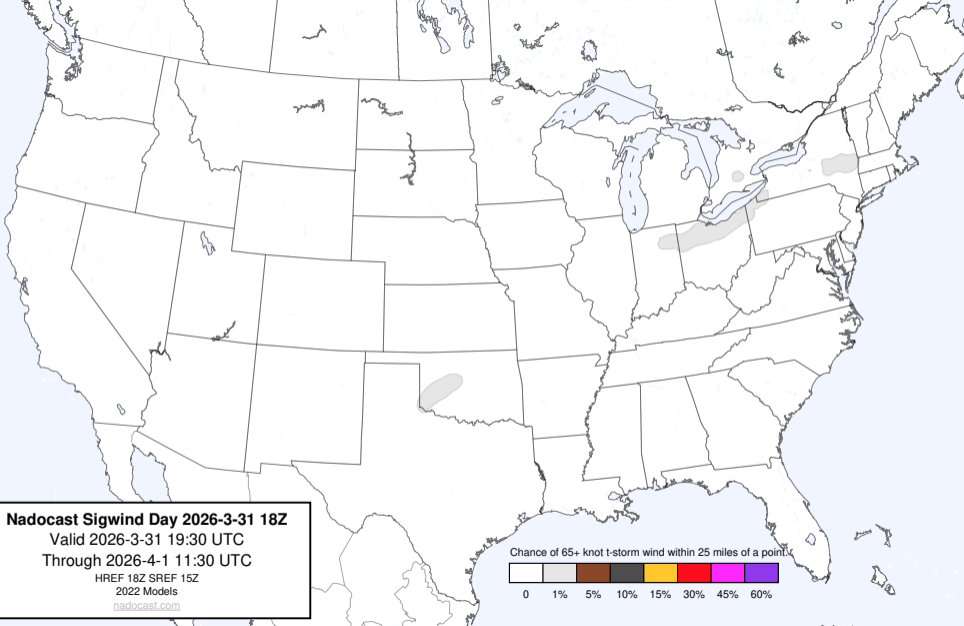 Nadocast Sigwind Day 2026-3-31 18Z
Valid 2026-3-31 19:30 UTC
Through 2026-4-1 11:30 UTC
HREF 18Z SREF 15Z
2022 Models
nadocast.com
Chance of 65+ knot t-storm wind within 25 miles of a point.
0 1% 5% 10% 15% 30% 45% 60%